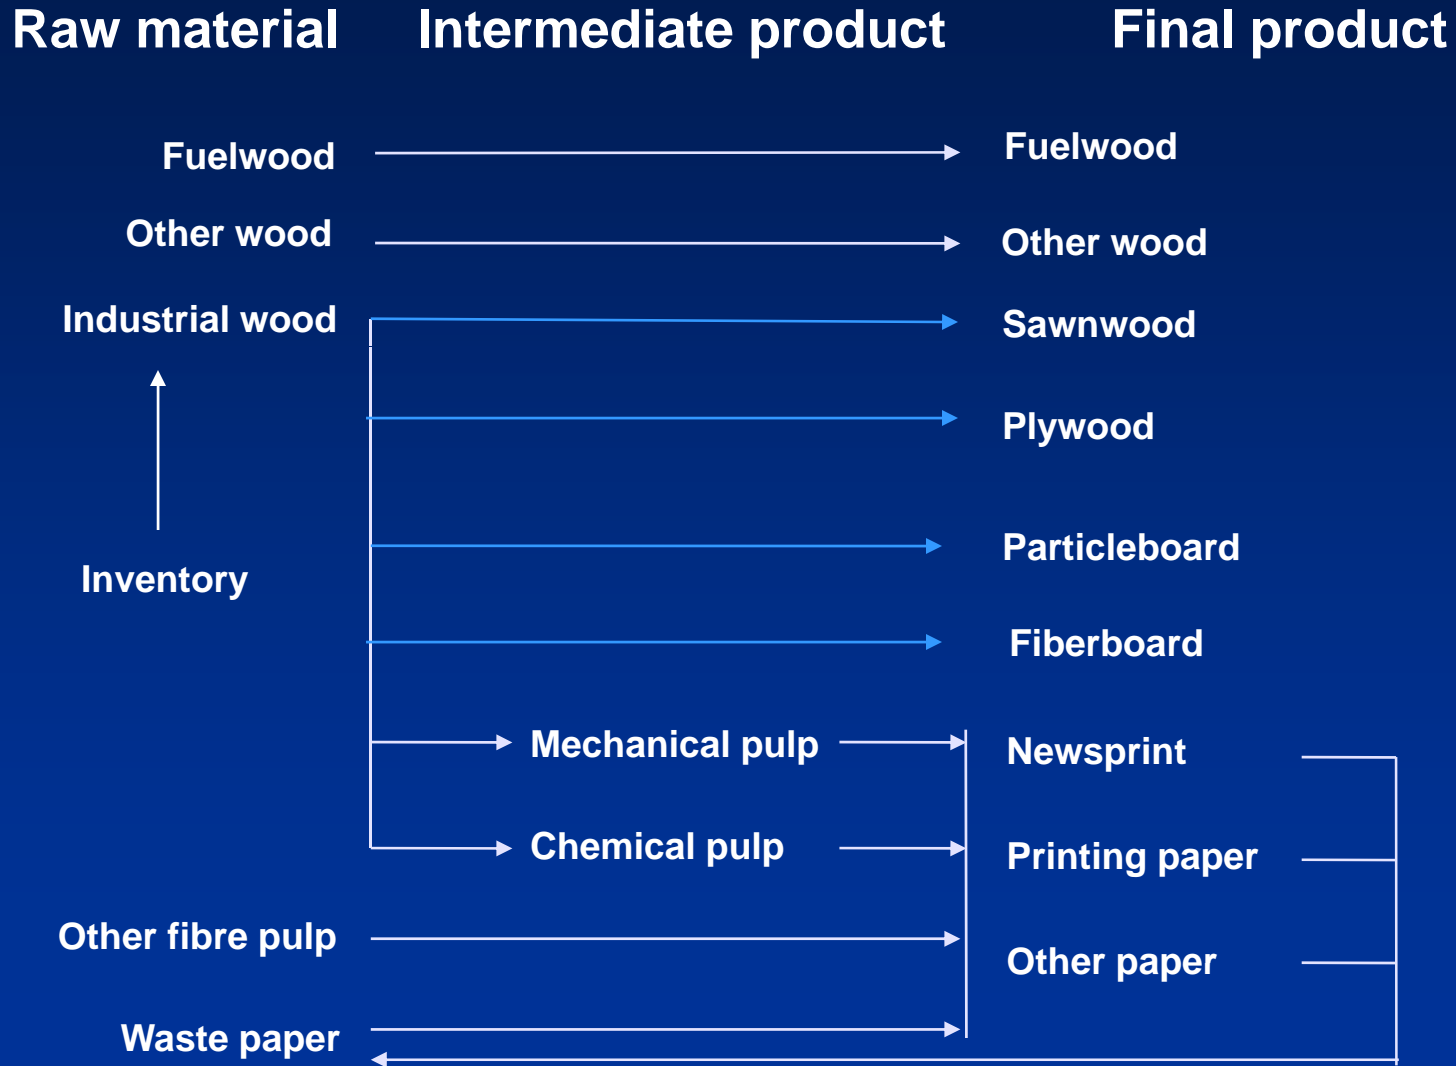 Raw material Intermediate product Final product
Fuelwood Fuelwood
Other wood Other wood
Industrial wood Sawnwood
Plywood
Particleboard
Inventory
Fiberboard
Mechanical pulp Newsprint
Chemical pulp Printing paper
Other fibre pulp
Other paper
Waste paper